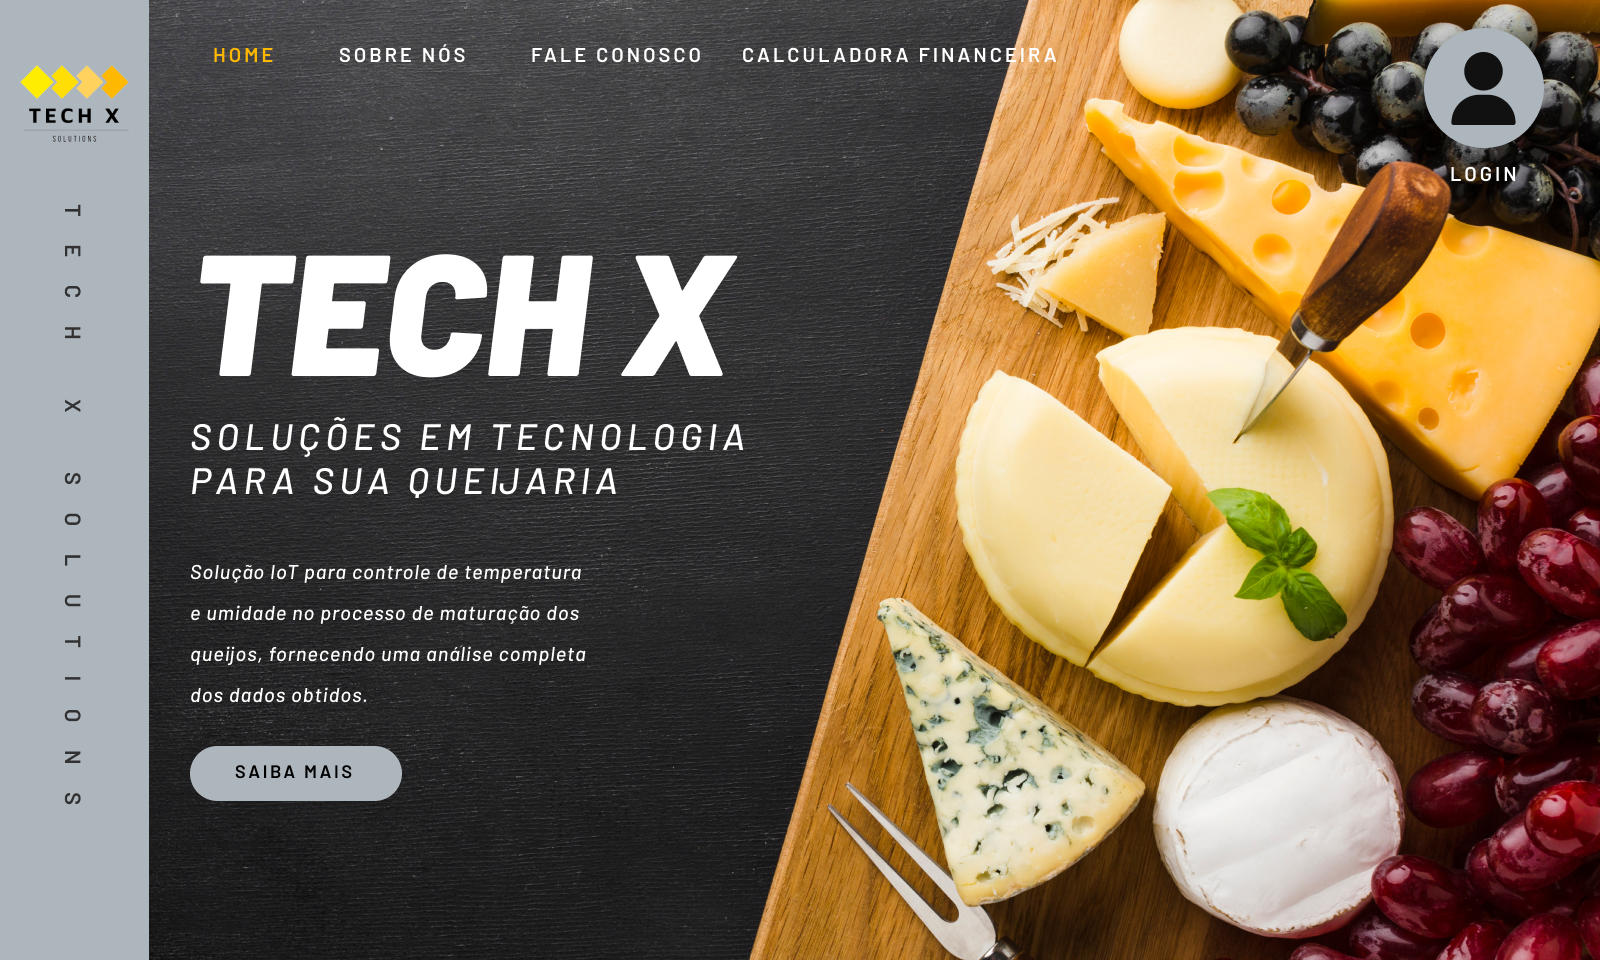 TECH X
SOLUTIONS
TECH X SOLUTIONS
HOME
SOBRE NÓS
FALE CONOSCO
CALCULADORA FINANCEIRA
LOGIN
TECH X
SOLUÇÕES EM TECNOLOGIA
PARA SUA QUEIJARIA
Solução IoT para controle de temperatura
e umidade no processo de maturação dos
queijos, fornecendo uma análise completa
dos dados obtidos.
SAIBA MAIS